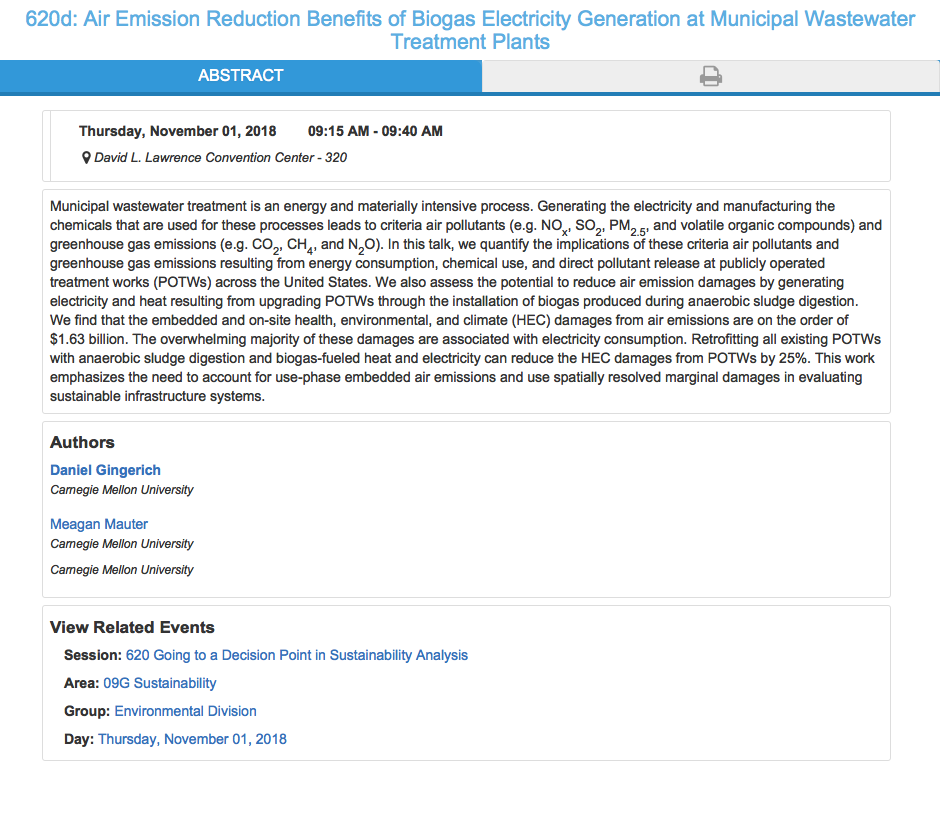 620d: Air Emission Reduction Benefits of Biogas Electricity Generation at Municipal Wastewater
Treatment Plants
ABSTRACT
Thursday, November 01, 2018 09:15 AM - 09:40 AM
David L. Lawrence Convention Center - 320
Municipal wastewater treatment is an energy and materially intensive process. Generating the electricity and manufacturing the
chemicals that are used for these processes leads to criteria air pollutants (e.g. NOx, SO2, PM2.5, and volatile organic compounds) and
greenhouse gas emissions (e.g. CO2, CH4, and N2O). In this talk, we quantify the implications of these criteria air pollutants and
greenhouse gas emissions resulting from energy consumption, chemical use, and direct pollutant release at publicly operated
treatment works (POTWs) across the United States. We also assess the potential to reduce air emission damages by generating
electricity and heat resulting from upgrading POTWs through the installation of biogas produced during anaerobic sludge digestion.
We find that the embedded and on-site health, environmental, and climate (HEC) damages from air emissions are on the order of
$1.63 billion. The overwhelming majority of these damages are associated with electricity consumption. Retrofitting all existing POTWs
with anaerobic sludge digestion and biogas-fueled heat and electricity can reduce the HEC damages from POTWs by 25%. This work
emphasizes the need to account for use-phase embedded air emissions and use spatially resolved marginal damages in evaluating
sustainable infrastructure systems.
Authors
Daniel Gingerich
Carnegie Mellon University
Meagan Mauter
Carnegie Mellon University
Carnegie Mellon University
View Related Events
Session: 620 Going to a Decision Point in Sustainability Analysis
Area: 09G Sustainability
Group: Environmental Division
Day: Thursday, November 01, 2018